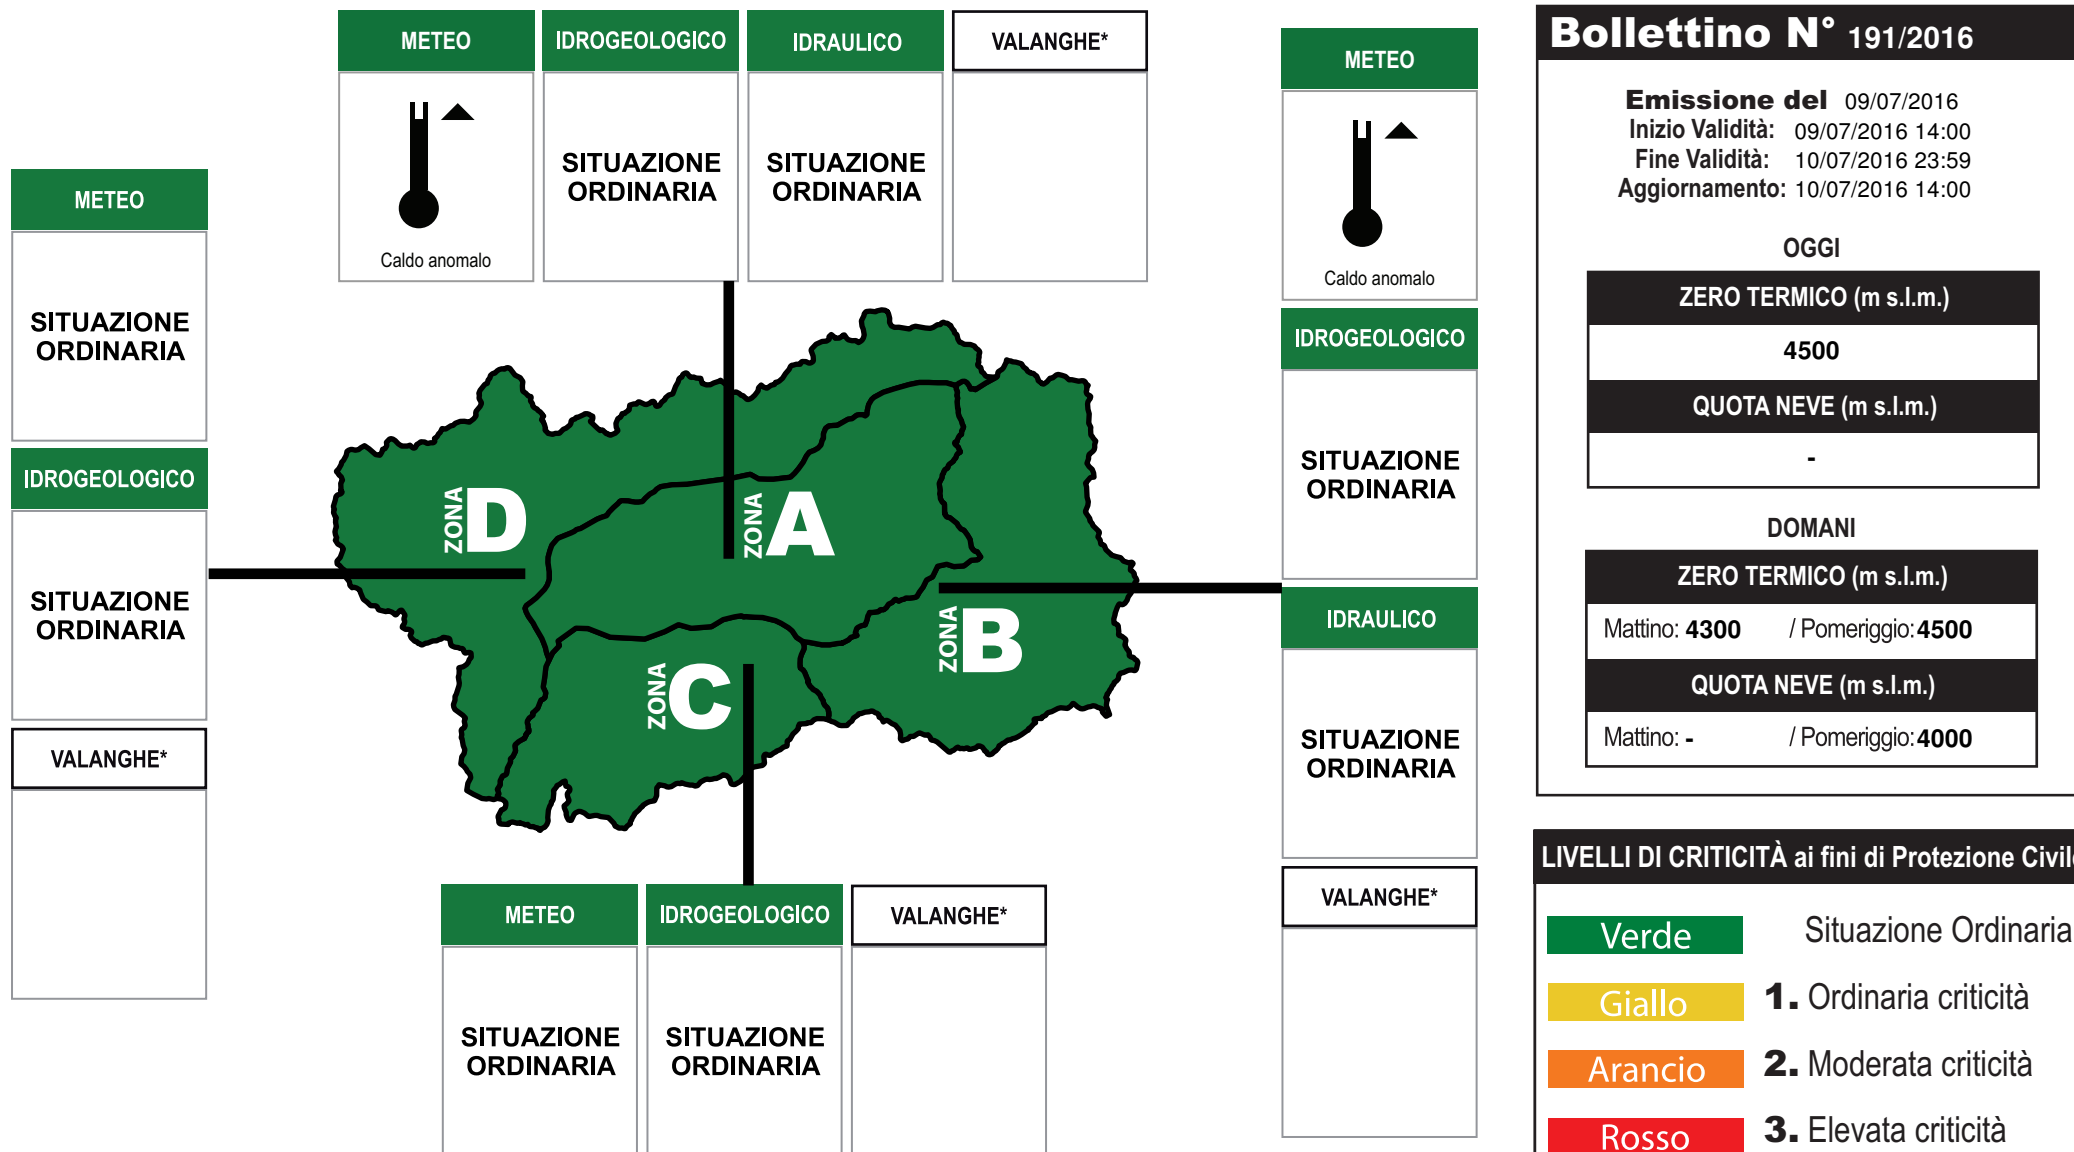 METEO
IDROGEOLOGICO
IDRAULICO
VALANGHE*
Caldo anomalo
SITUAZIONE
ORDINARIA
SITUAZIONE
ORDINARIA
METEO
SITUAZIONE
ORDINARIA
IDROGEOLOGICO
SITUAZIONE
ORDINARIA
VALANGHE*
ZONA D
ZONA A
ZONA B
ZONA C
METEO
Caldo anomalo
IDROGEOLOGICO
SITUAZIONE
ORDINARIA
IDRAULICO
SITUAZIONE
ORDINARIA
VALANGHE*
METEO
IDROGEOLOGICO
VALANGHE*
SITUAZIONE
ORDINARIA
SITUAZIONE
ORDINARIA
Bollettino N° 191/2016
Emissione del 09/07/2016
Inizio Validità: 09/07/2016 14:00
Fine Validità: 10/07/2016 23:59
Aggiornamento: 10/07/2016 14:00
OGGI
ZERO TERMICO (m s.l.m.)
4500
QUOTA NEVE (m s.l.m.)
-
DOMANI
ZERO TERMICO (m s.l.m.)
Mattino: 4300 / Pomeriggio: 4500
QUOTA NEVE (m s.l.m.)
Mattino: - / Pomeriggio: 4000
LIVELLI DI CRITICITÀ ai fini di Protezione Civile
Verde Situazione Ordinaria
Giallo 1. Ordinaria criticità
Arancio 2. Moderata criticità
Rosso 3. Elevata criticità